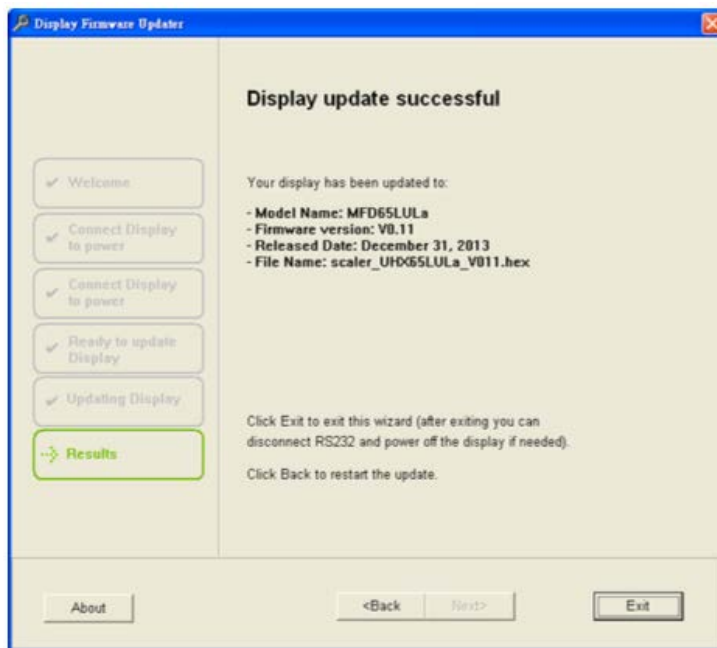 Display Firmware Updater
Display update successful
Welcome
Connect Display
to power
Connect Display
to power
Ready to update
Display
Updating Display
Results
Your display has been updated to:
- Model Name: MFD65LULa
- Firmware version: V0.11
- Released Date: December 31, 2013
- File Name: scaler_UHX65LULa_V011.hex
Click Exit to exit this wizard (after exiting you can
disconnect RS232 and power off the display if needed).
Click Back to restart the update.
About
<Back
Next>
Exit